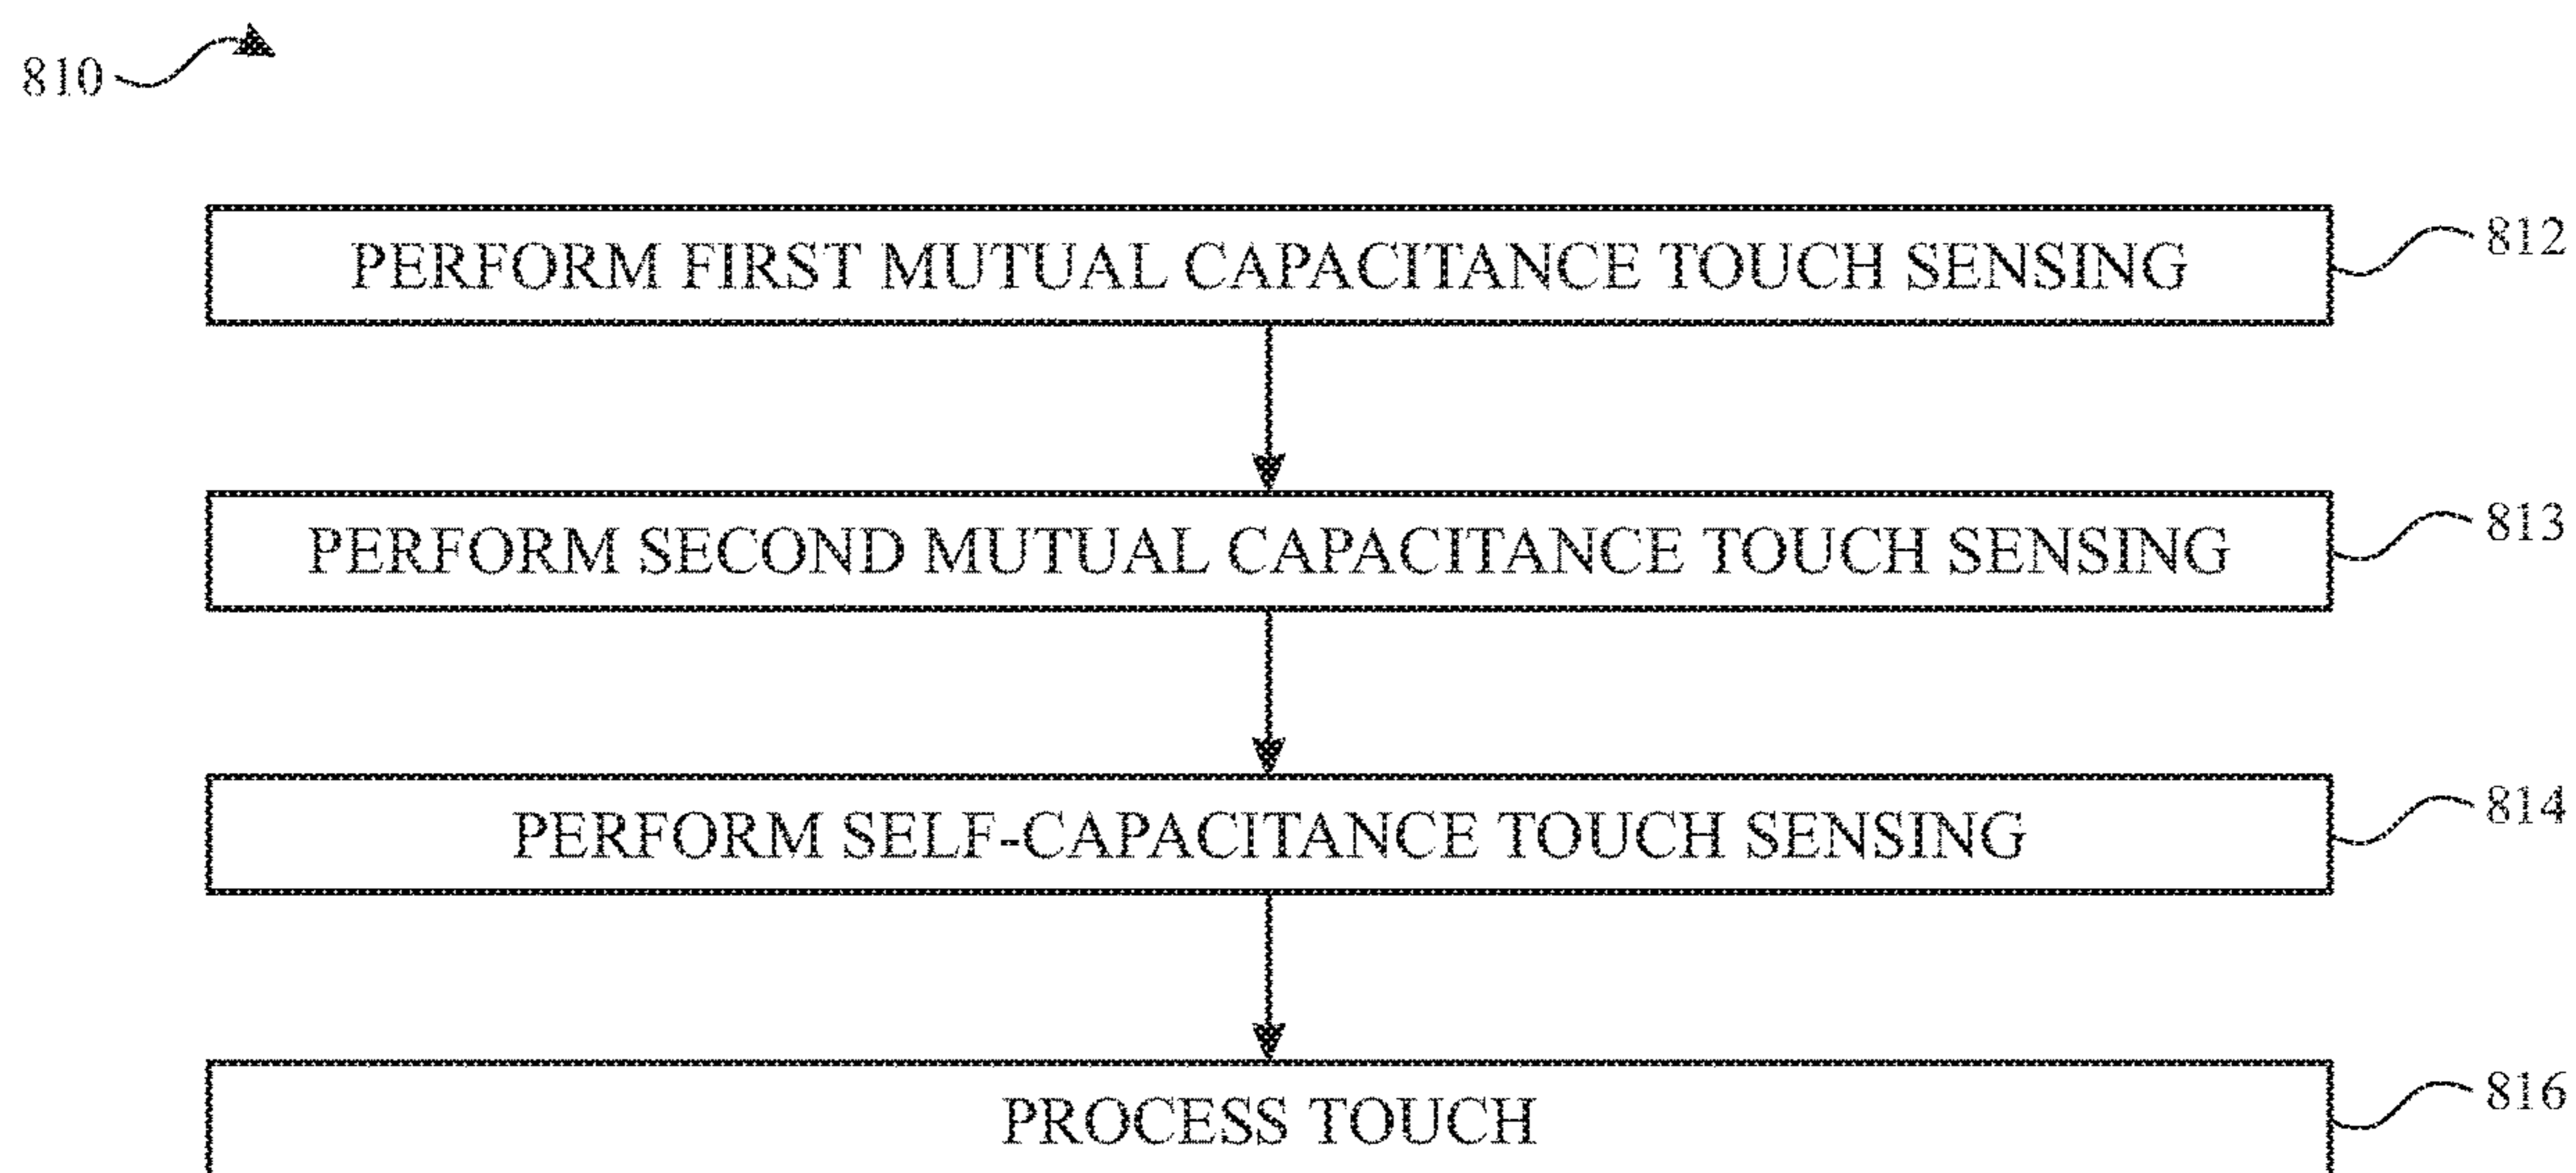 810
PERFORM FIRST MUTUAL CAPACITANCE TOUCH SENSING
812
PERFORM SECOND MUTUAL CAPACITANCE TOUCH SENSING
813
PERFORM SELF-CAPACITANCE TOUCH SENSING
814
PROCESS TOUCH
816